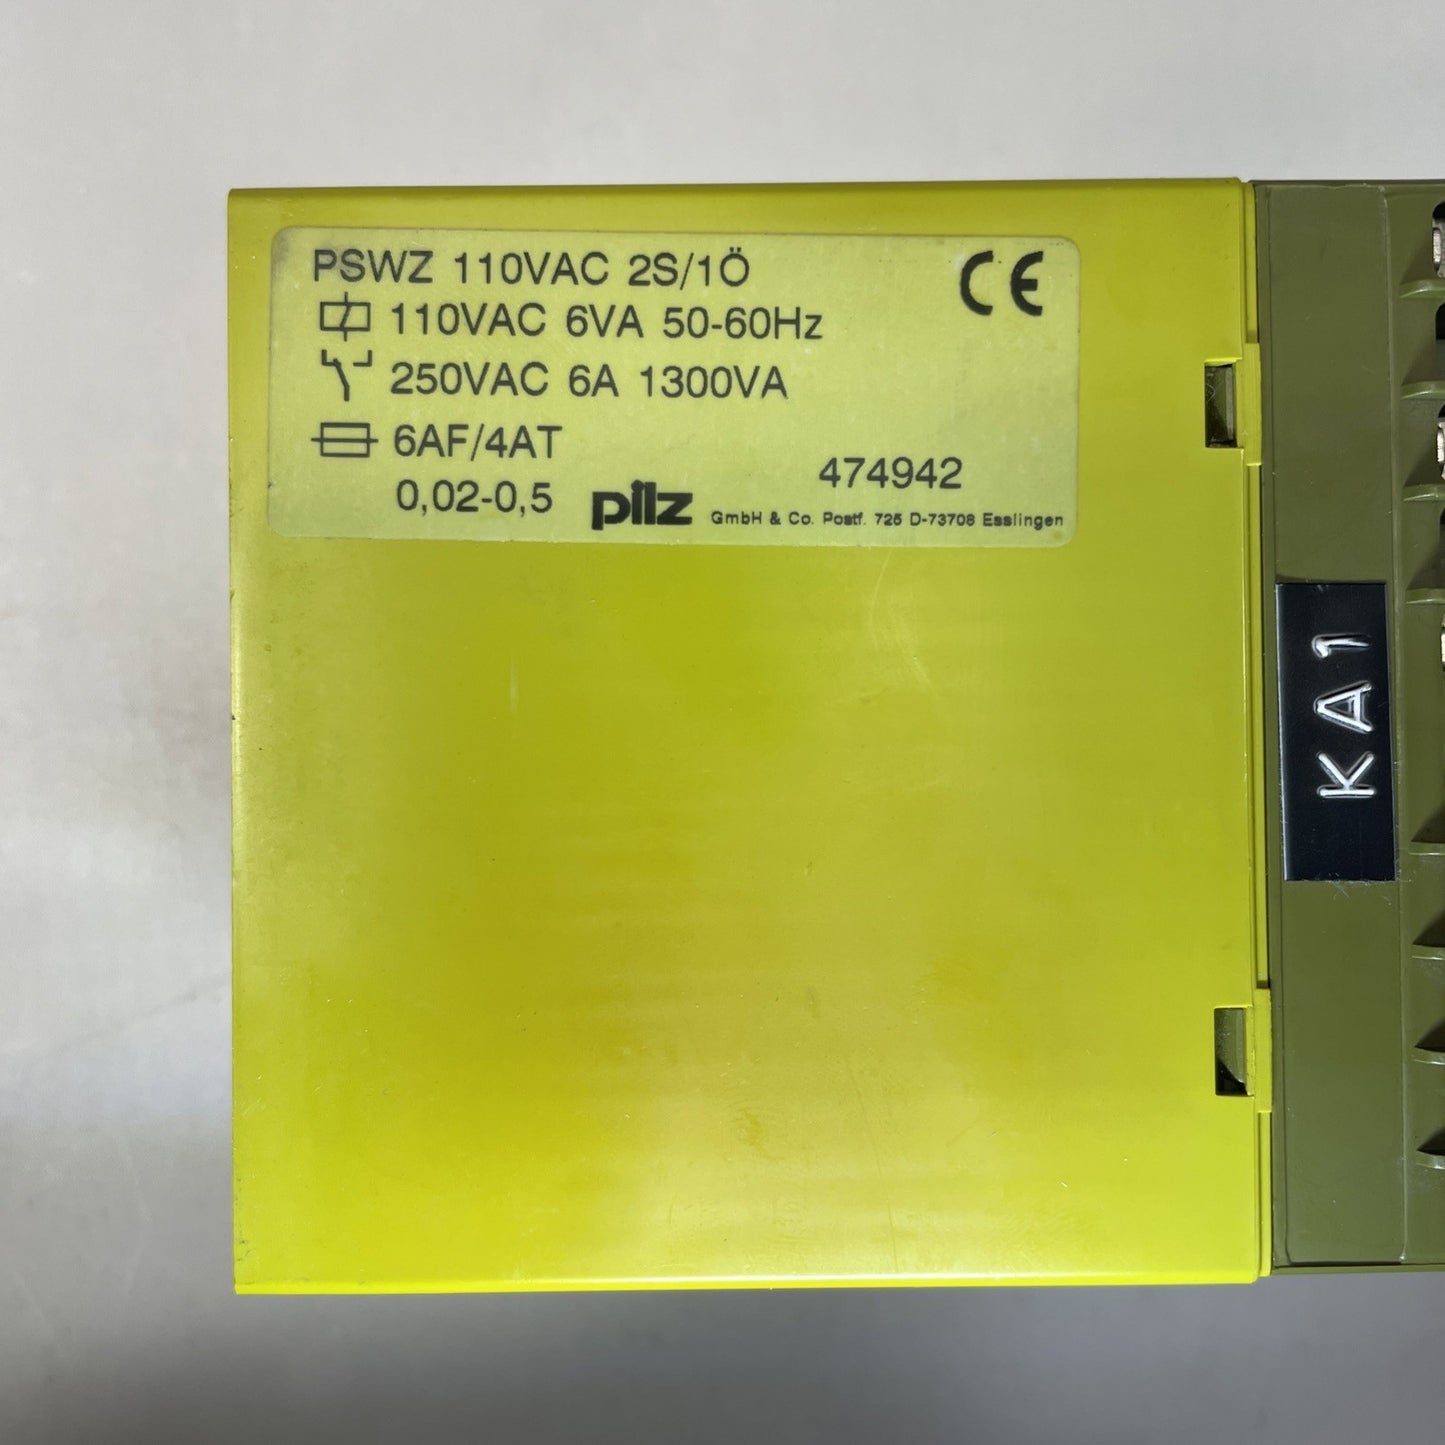 PSWZ 110VAC 2S/1Ö
CE
110VAC 6VA 50-60Hz
250VAC 6A 1300VA
6AF/4AT
474942
0,02-0,5
pilz
GmbH & Co. Postf. 725 D-73708 Esslingen
KA1